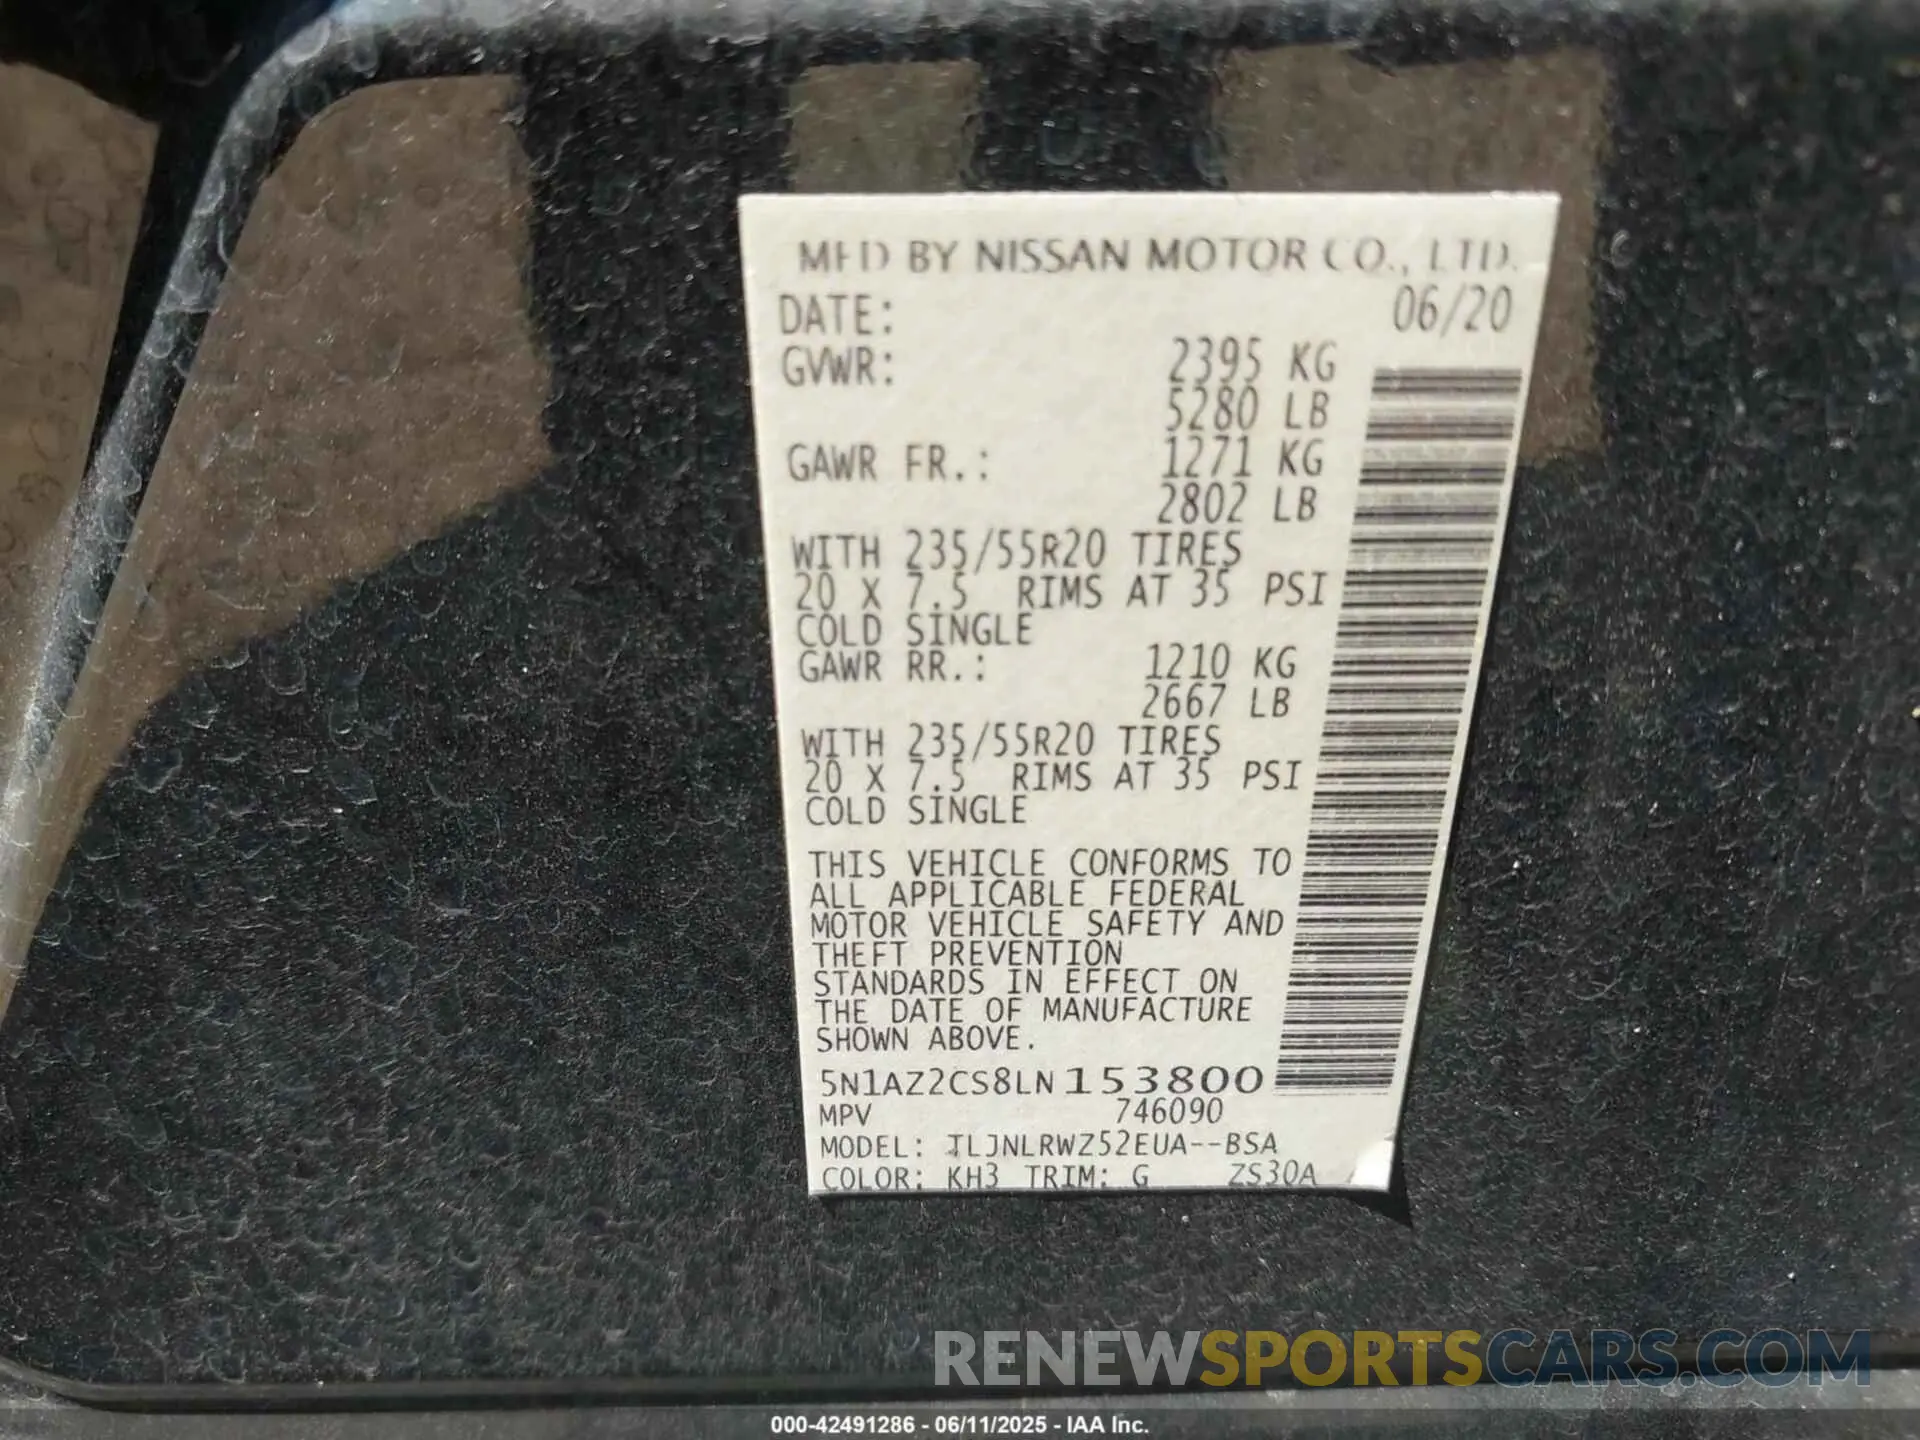 MFD BY NISSAN MOTOR CO., LTD.
DATE: 06/20
GVWR: 2395 KG
5280 LB
GAWR FR.: 1271 KG
2802 LB
WITH 235/55R20 TIRES
20 X 7.5 RIMS AT 35 PSI
COLD SINGLE
GAWR RR.: 1210 KG
2667 LB
WITH 235/55R20 TIRES
20 X 7.5 RIMS AT 35 PSI
COLD SINGLE
THIS VEHICLE CONFORMS TO
ALL APPLICABLE FEDERAL
MOTOR VEHICLE SAFETY AND
THEFT PREVENTION
STANDARDS IN EFFECT ON
THE DATE OF MANUFACTURE
SHOWN ABOVE.
5N1AZ2CS8LN153800
MPV 746090
MODEL: TLJNLRWZ52EUA--BSA
COLOR: KH3 TRIM: G ZS30A
RENEWSPORTSCARS.COM
000-42491286 - 06/11/2025 - IAA Inc.